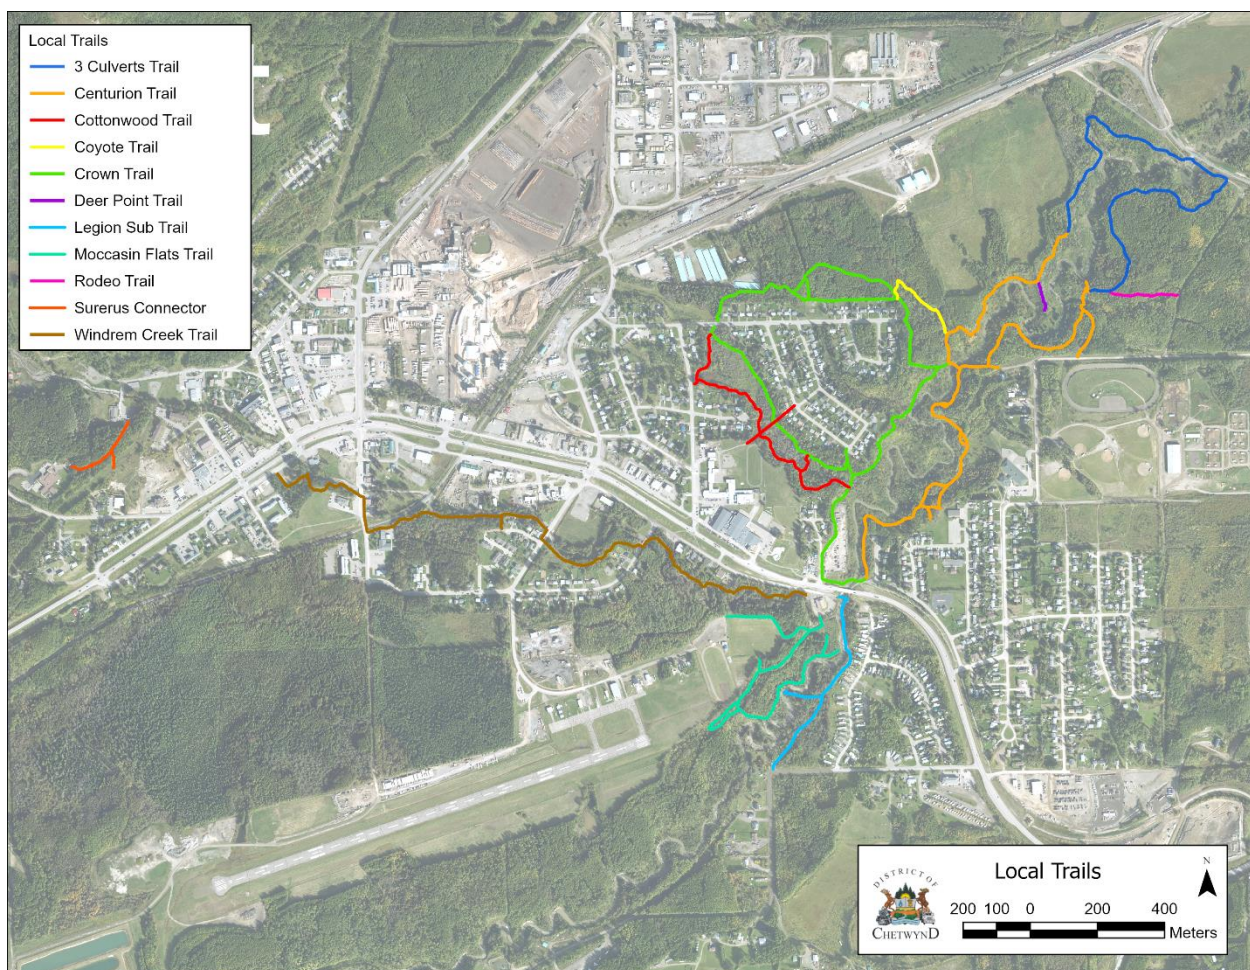 Local Trails
3 Culverts Trail
Centurion Trail
Cottonwood Trail
Coyote Trail
Crown Trail
Deer Point Trail
Legion Sub Trail
Moccasin Flats Trail
Rodeo Trail
Surerus Connector
Windrem Creek Trail
Local Trails
N
DISTRICT OF
CHETWYND
200 100 0 200 400
Meters